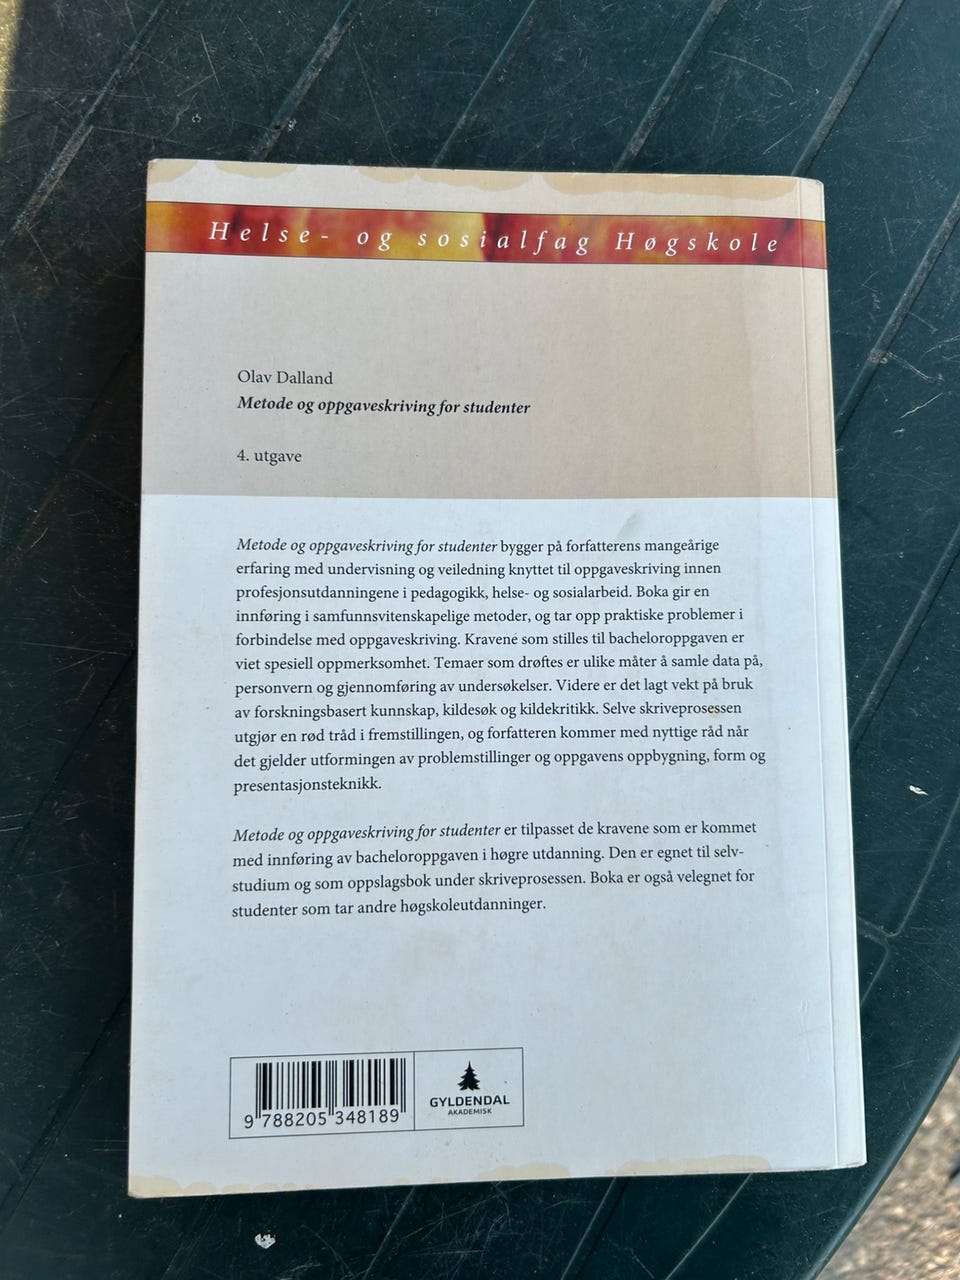 Helse- og sosialfag Høgskole
Olav Dalland
Metode og oppgaveskriving for studenter
4. utgave
Metode og oppgaveskriving for studenter bygger på forfatterens mangeårige
erfaring med undervisning og veiledning knyttet til oppgaveskriving innen
profesjonsutdanningene i pedagogikk, helse- og sosialarbeid. Boka gir en
innføring i samfunnsvitenskapelige metoder, og tar opp praktiske problemer i
forbindelse med oppgaveskriving. Kravene som stilles til bacheloroppgaven er
viet spesiell oppmerksomhet. Temaer som drøftes er ulike måter å samle data på,
personvern og gjennomføring av undersøkelser. Videre er det lagt vekt på bruk
av forskningsbasert kunnskap, kildesøk og kildekritikk. Selve skriveprosessen
utgjør en rød tråd i fremstillingen, og forfatteren kommer med nyttige råd når
det gjelder utformingen av problemstillinger og oppgavens oppbygning, form og
presentasjonsteknikk.
Metode og oppgaveskriving for studenter er tilpasset de kravene som er kommet
med innføring av bacheloroppgaven i høgre utdanning. Den er egnet til selv-
studium og som oppslagsbok under skriveprosessen. Boka er også velegnet for
studenter som tar andre høgskoleutdanninger.
9 788205 348189
GYLDENDAL
AKADEMISK